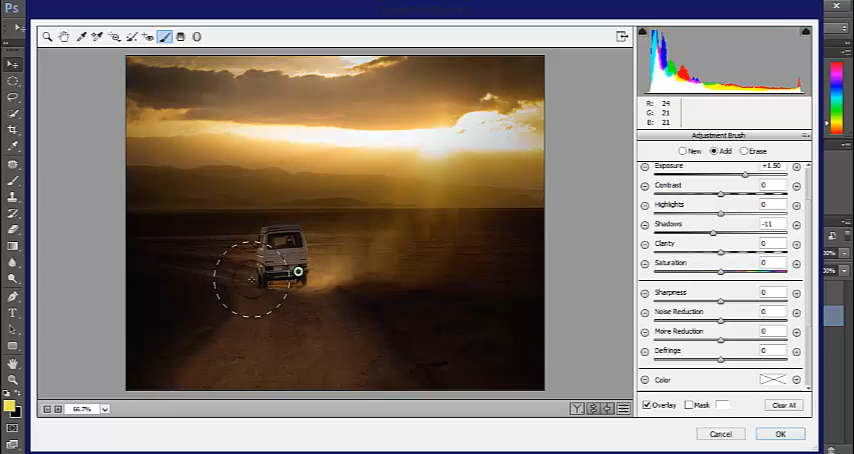 Ps
R: 24
G: 21
B: 21
Adjustment Brush
New Add Erase
Exposure +1.50
Contrast 0
Highlights 0
Shadows -11
Clarity 0
Saturation 0
Sharpness 0
Noise Reduction 0
Moire Reduction 0
Defringe 0
Color
66.7%
Y
Overlay Mask Clear All
Cancel OK